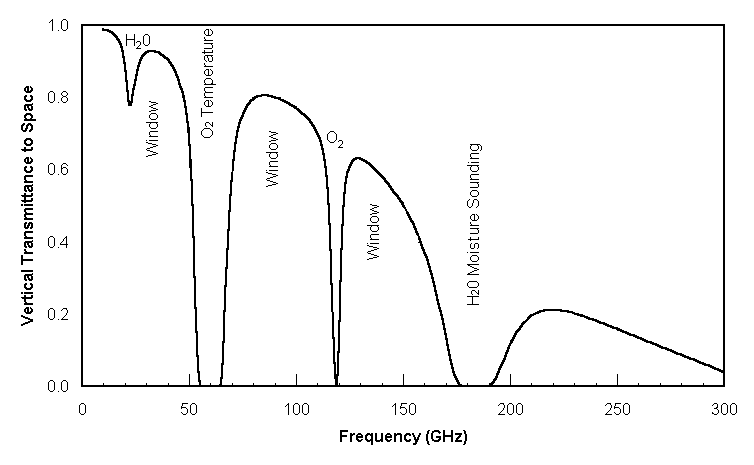 Vertical Transmittance to Space
1.0
0.8
0.6
0.4
0.2
0.0
H20
Window
O2 Temperature
Window
O2
Window
H20 Moisture Sounding
0 50 100 150 200 250 300
Frequency (GHz)